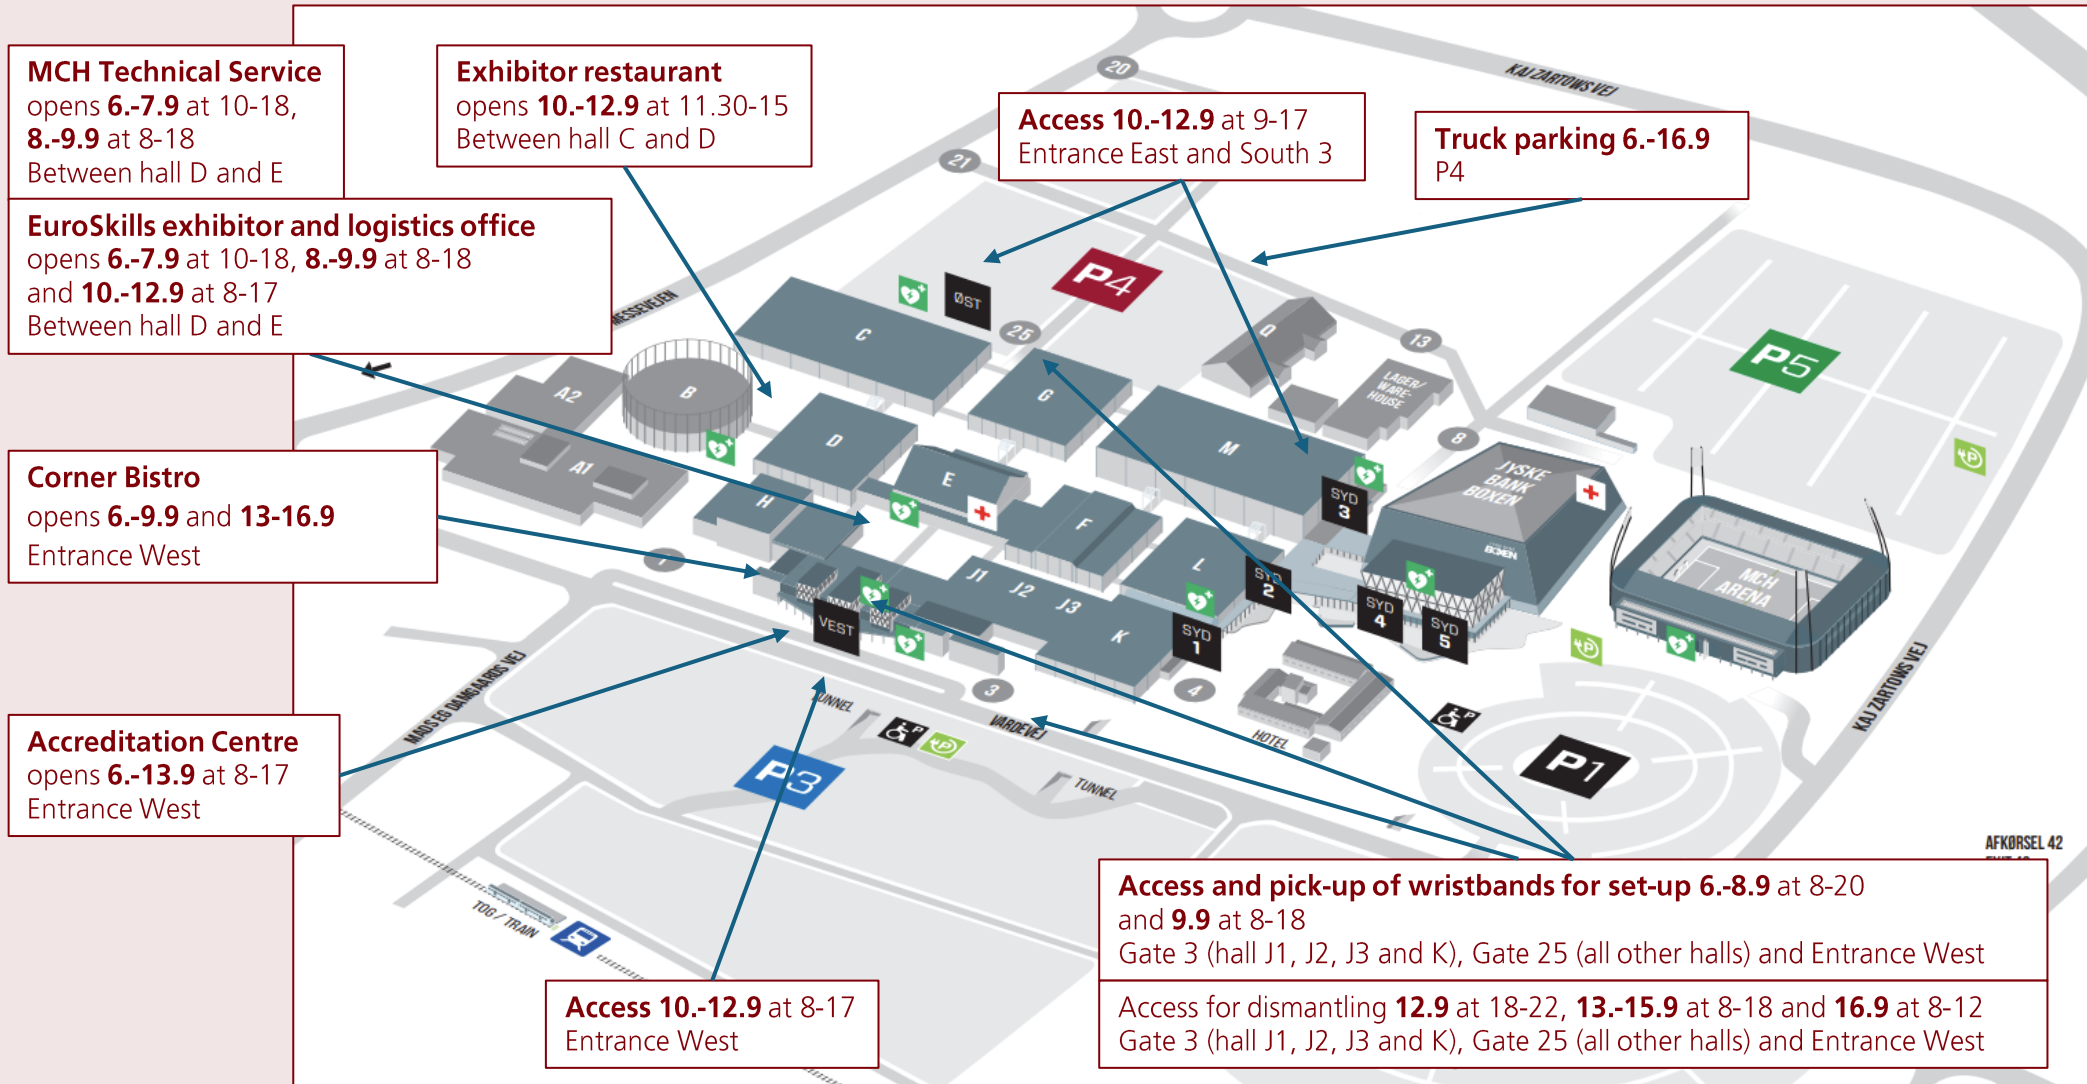 MCH Technical Service
opens 6.-7.9 at 10-18,
8.-9.9 at 8-18
Between hall D and E
EuroSkills exhibitor and logistics office
opens 6.-7.9 at 10-18, 8.-9.9 at 8-18
and 10.-12.9 at 8-17
Between hall D and E
Corner Bistro
opens 6.-9.9 and 13-16.9
Entrance West
Accreditation Centre
opens 6.-13.9 at 8-17
Entrance West
Exhibitor restaurant
opens 10.-12.9 at 11.30-15
Between hall C and D
Access 10.-12.9 at 9-17
Entrance East and South 3
Truck parking 6.-16.9
P4
KAJ ZARTOWS VEJ
20
21
ØST
P4
25
MESSEVEJEN
C
Q
13
P5
LAGER/
WARE-
HOUSE
A2
B
G
8
D
M
A1
E
JYSKE
BANK
BOXEN
SYD
3
H
F
BOXEN
L
MCH
ARENA
J1
J2
J3
SYD
2
K
SYD
4
SYD
5
SYD
1
VEST
MADS EG DAMGAARDS VEJ
TUNNEL
3
4
VARDEVEJ
HOTEL
KAJ ZARTOWS VEJ
P
P
P
P
P3
TUNNEL
P1
AFKØRSEL 42
TOG / TRAIN
Access 10.-12.9 at 8-17
Entrance West
Access and pick-up of wristbands for set-up 6.-8.9 at 8-20
and 9.9 at 8-18
Gate 3 (hall J1, J2, J3 and K), Gate 25 (all other halls) and Entrance West
Access for dismantling 12.9 at 18-22, 13.-15.9 at 8-18 and 16.9 at 8-12
Gate 3 (hall J1, J2, J3 and K), Gate 25 (all other halls) and Entrance West